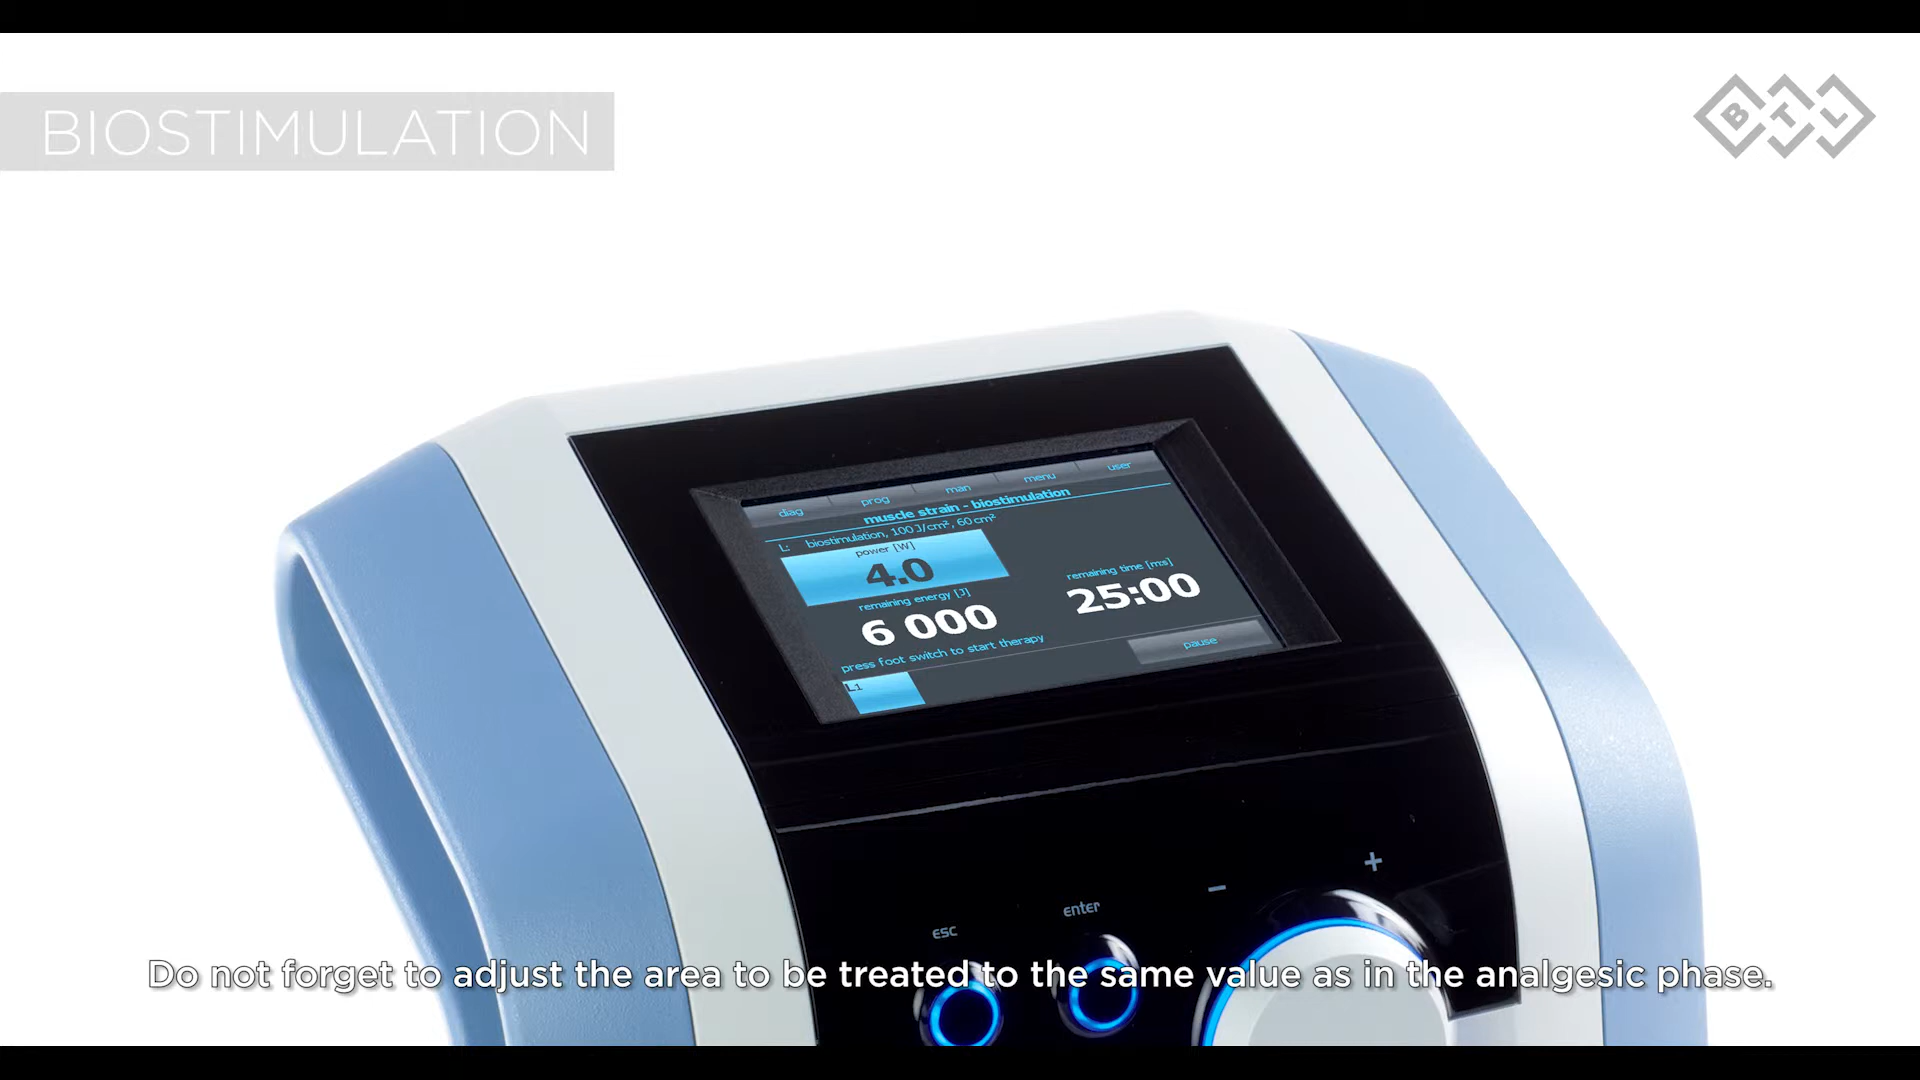 BIOSTIMULATION
BTL
diag prog man menu user
muscle strain - biostimulation
L: biostimulation, 100 J/cm², 60 cm²
power [W]
4.0
remaining energy [J]
6 000
remaining time [m:s]
25:00
press foot switch to start therapy
pause
L1
- +
esc enter
Do not forget to adjust the area to be treated to the same value as in the analgesic phase.